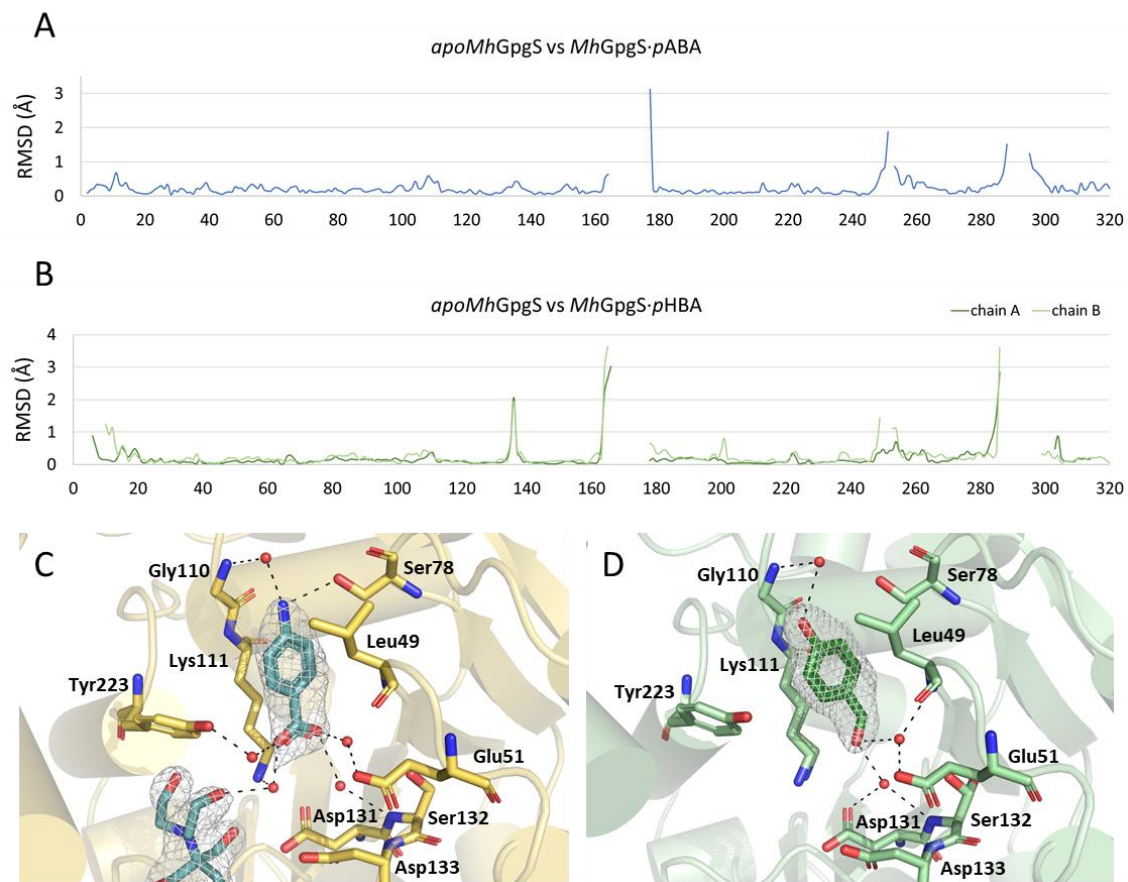 A
apoMhGpgS vs MhGpgS·pABA
RMSD (Å)
3
2
1
0
0 20 40 60 80 100 120 140 160 180 200 220 240 260 280 300 320
B
apoMhGpgS vs MhGpgS·pHBA
chain A chain B
RMSD (Å)
4
3
2
1
0
0 20 40 60 80 100 120 140 160 180 200 220 240 260 280 300 320
C
Gly110
Ser78
Leu49
Lys111
Tyr223
Glu51
Asp131
Ser132
Asp133
D
Gly110
Ser78
Leu49
Lys111
Tyr223
Glu51
Asp131
Ser132
Asp133